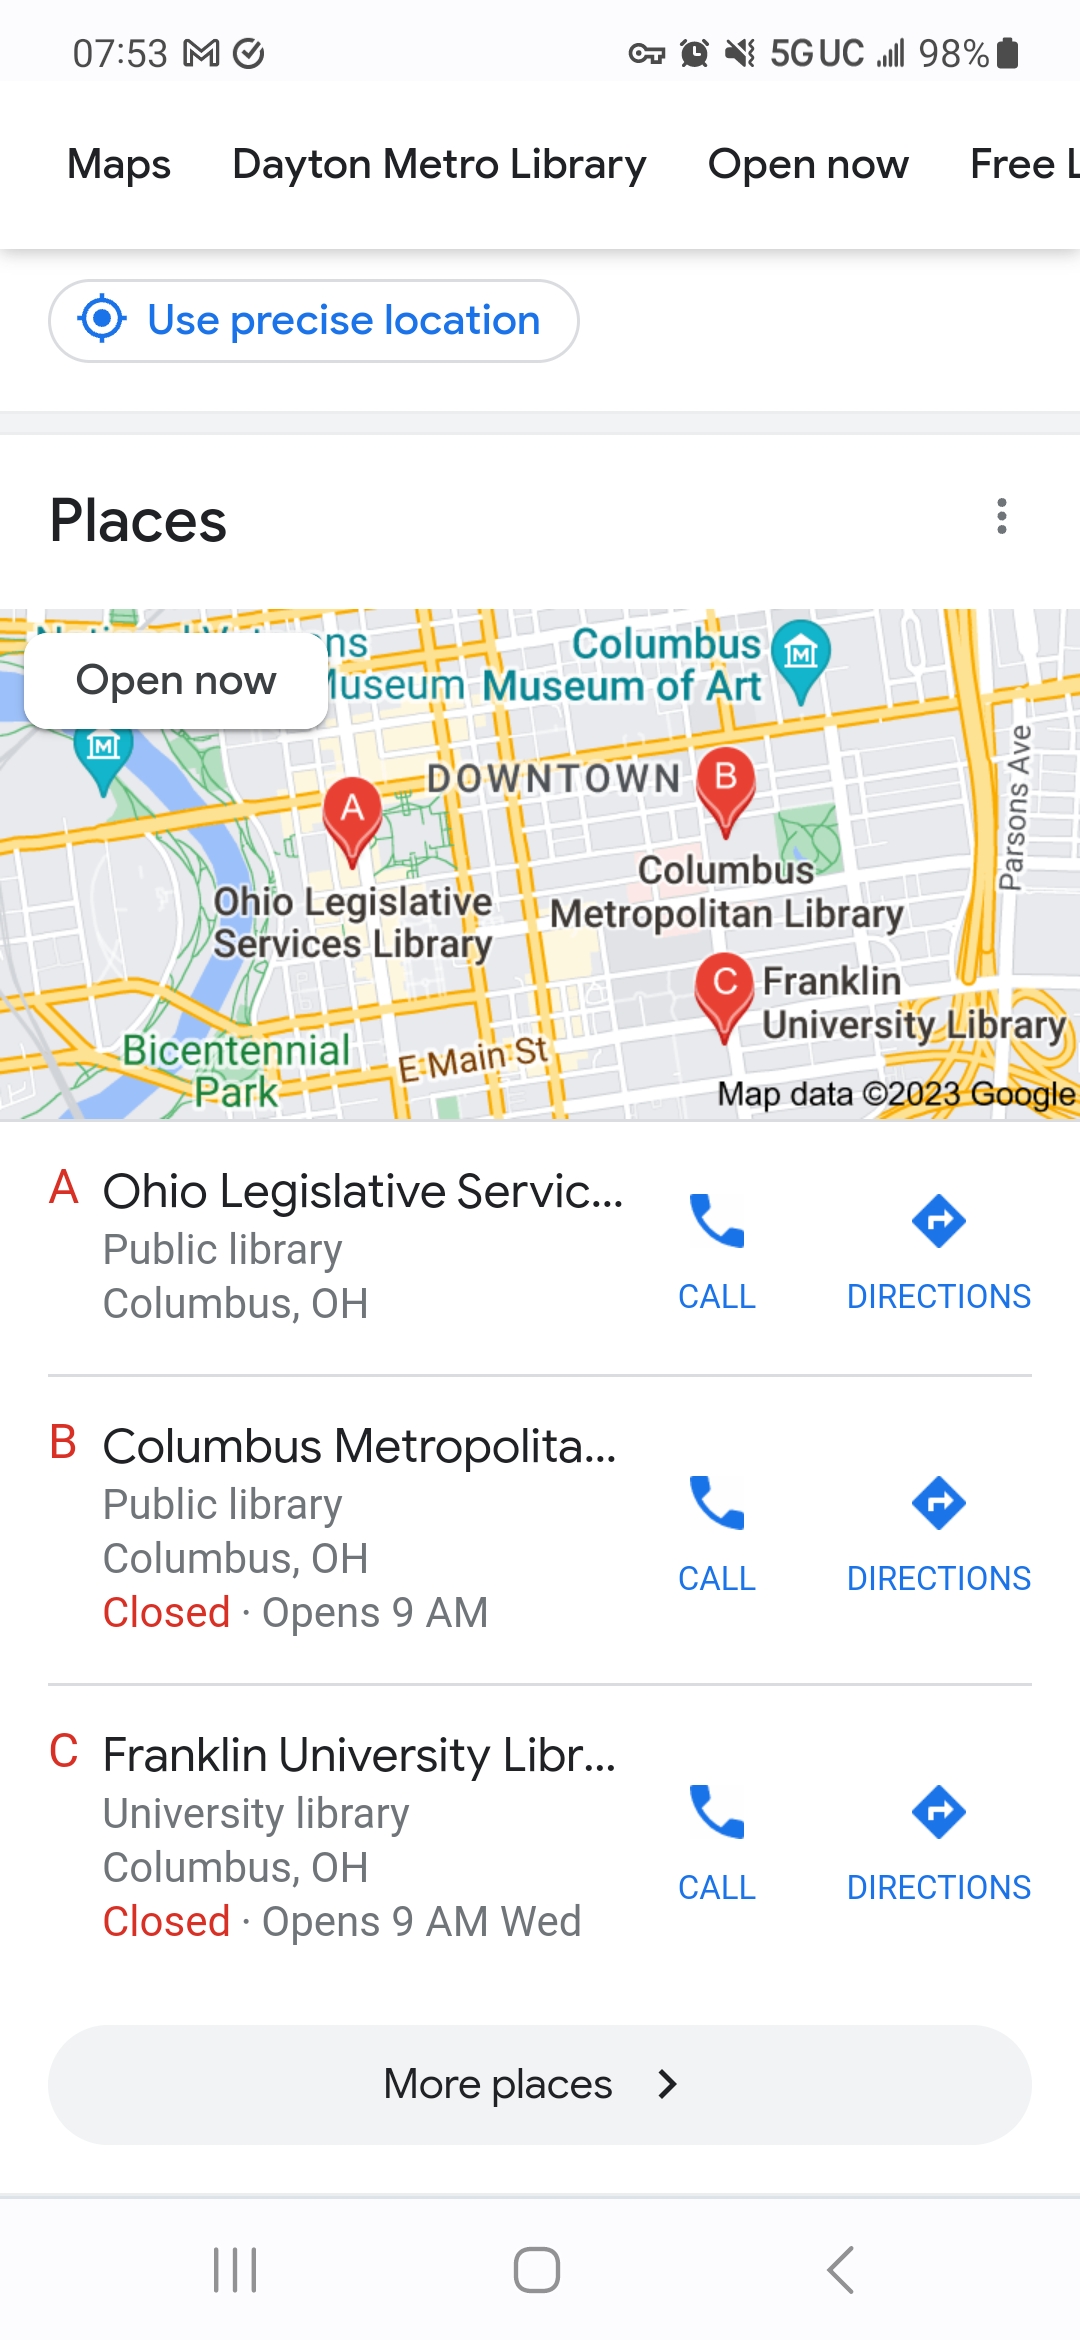 07:53 5G UC 98%
Maps Dayton Metro Library Open now Free L
Use precise location
Places
Open now
ns
Museum
Columbus
Museum of Art
DOWNTOWN
Parsons Ave
A
B
Ohio Legislative
Services Library
Columbus
Metropolitan Library
C
Franklin
University Library
Bicentennial
Park
E Main St
Map data ©2023 Google
A Ohio Legislative Servic...
Public library
Columbus, OH
CALL DIRECTIONS
B Columbus Metropolita...
Public library
Columbus, OH
Closed · Opens 9 AM
CALL DIRECTIONS
C Franklin University Libr...
University library
Columbus, OH
Closed · Opens 9 AM Wed
CALL DIRECTIONS
More places